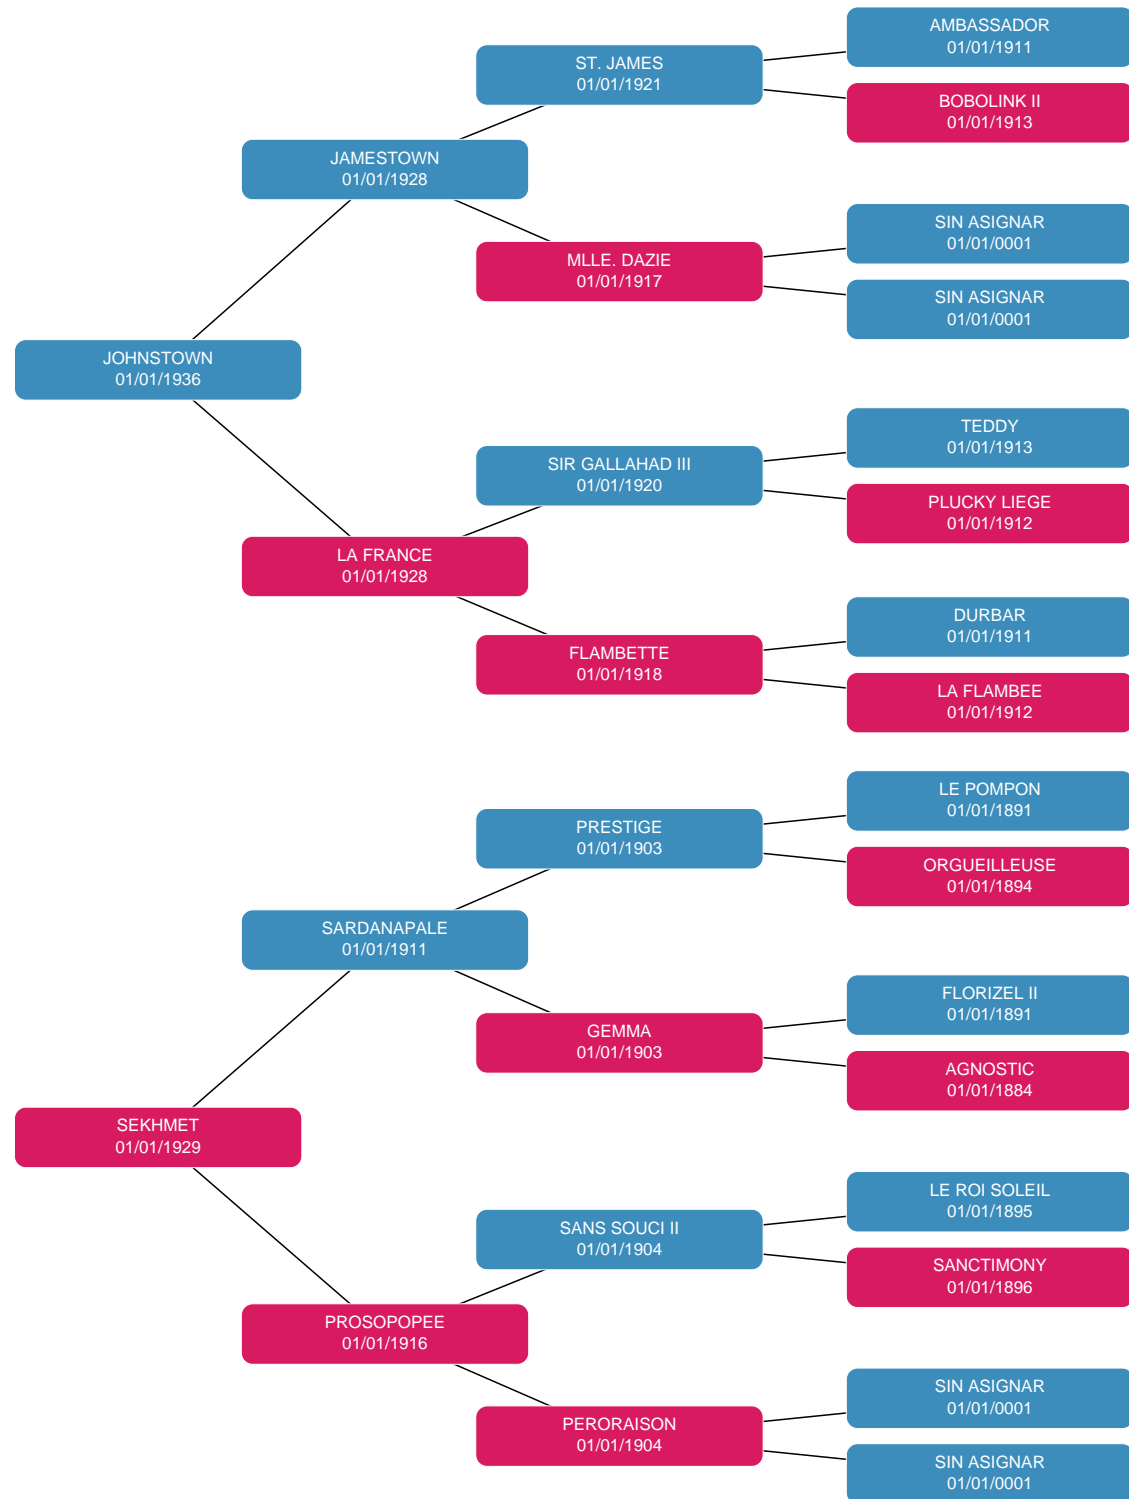 AMBASSADOR
01/01/1911
ST. JAMES
01/01/1921
BOBOLINK II
01/01/1913
JAMESTOWN
01/01/1928
SIN ASIGNAR
01/01/0001
MLLE. DAZIE
01/01/1917
SIN ASIGNAR
01/01/0001
JOHNSTOWN
01/01/1936
TEDDY
01/01/1913
SIR GALLAHAD III
01/01/1920
PLUCKY LIEGE
01/01/1912
LA FRANCE
01/01/1928
DURBAR
01/01/1911
FLAMBETTE
01/01/1918
LA FLAMBEE
01/01/1912
LE POMPON
01/01/1891
PRESTIGE
01/01/1903
ORGUEILLEUSE
01/01/1894
SARDANAPALE
01/01/1911
FLORIZEL II
01/01/1891
GEMMA
01/01/1903
AGNOSTIC
01/01/1884
SEKHMET
01/01/1929
LE ROI SOLEIL
01/01/1895
SANS SOUCI II
01/01/1904
SANCTIMONY
01/01/1896
PROSOPOPEE
01/01/1916
SIN ASIGNAR
01/01/0001
PERORAISON
01/01/1904
SIN ASIGNAR
01/01/0001